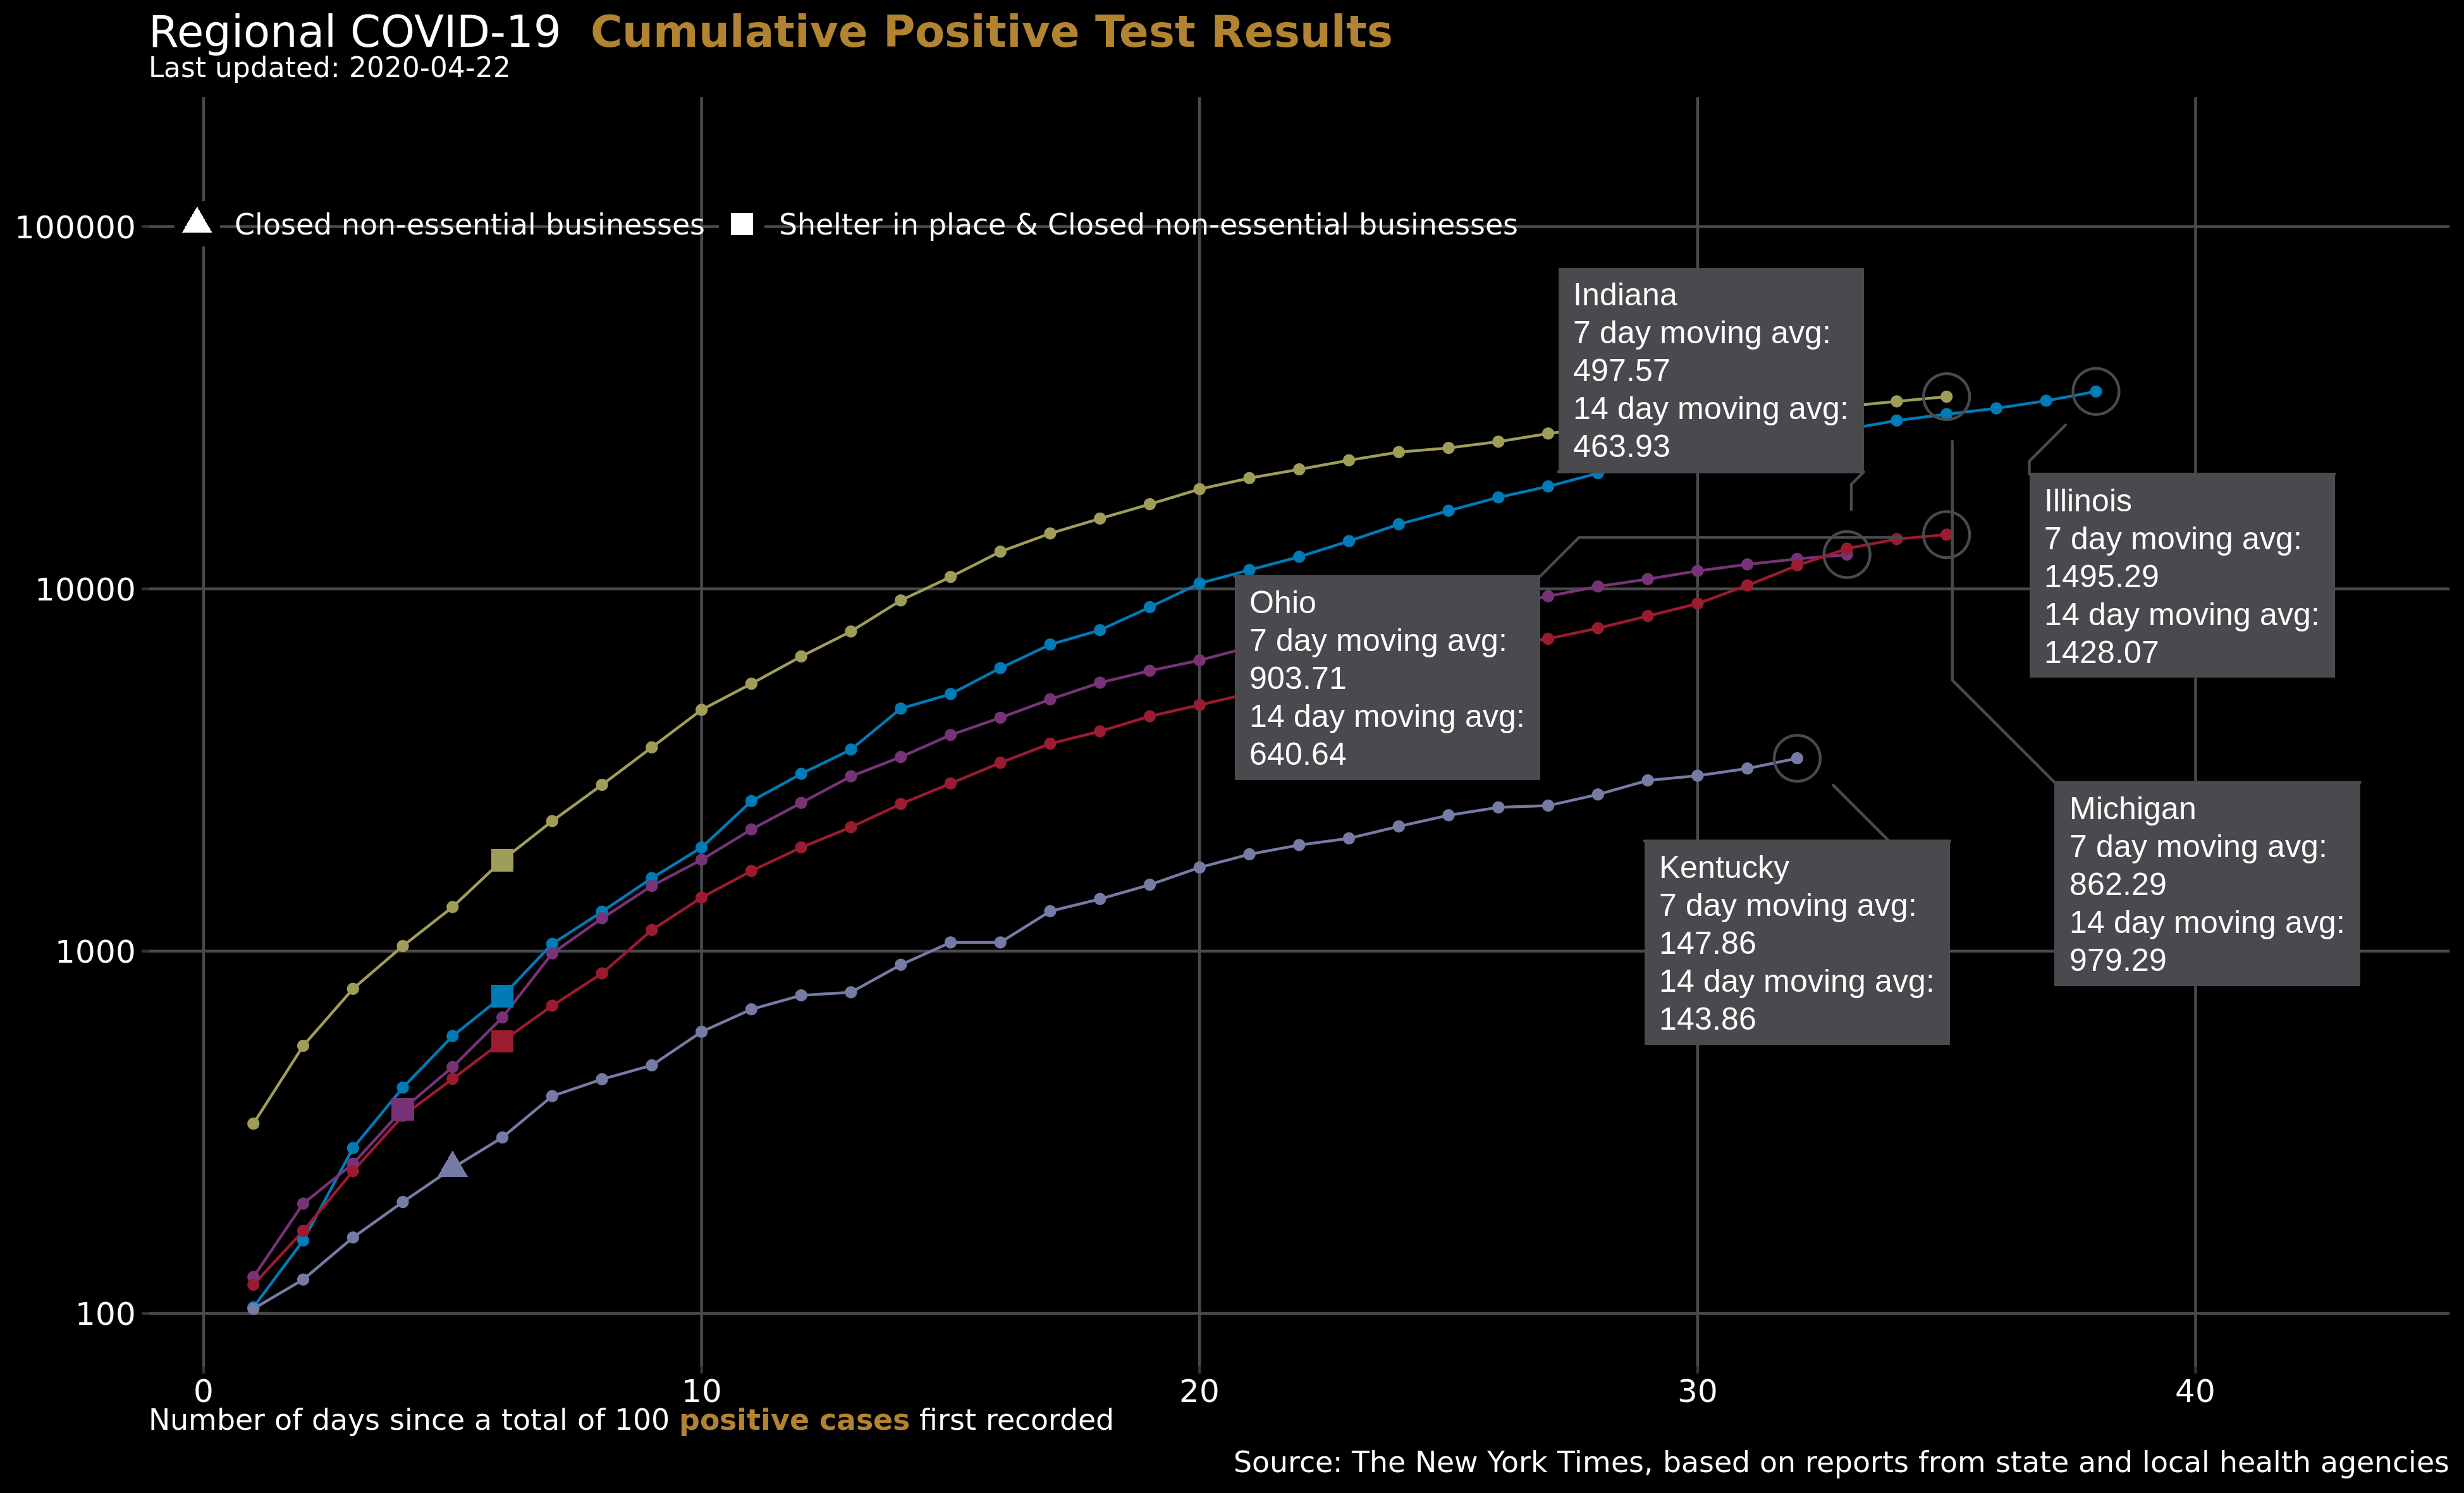 Regional COVID-19 Cumulative Positive Test Results
Last updated: 2020-04-22
100000
Closed non-essential businesses
Shelter in place & Closed non-essential businesses
Indiana
7 day moving avg:
497.57
14 day moving avg:
463.93
Illinois
7 day moving avg:
1495.29
14 day moving avg:
1428.07
10000
Ohio
7 day moving avg:
903.71
14 day moving avg:
640.64
Michigan
7 day moving avg:
862.29
14 day moving avg:
979.29
Kentucky
7 day moving avg:
147.86
14 day moving avg:
143.86
1000
100
0 10 20 30 40
Number of days since a total of 100 positive cases first recorded
Source: The New York Times, based on reports from state and local health agencies